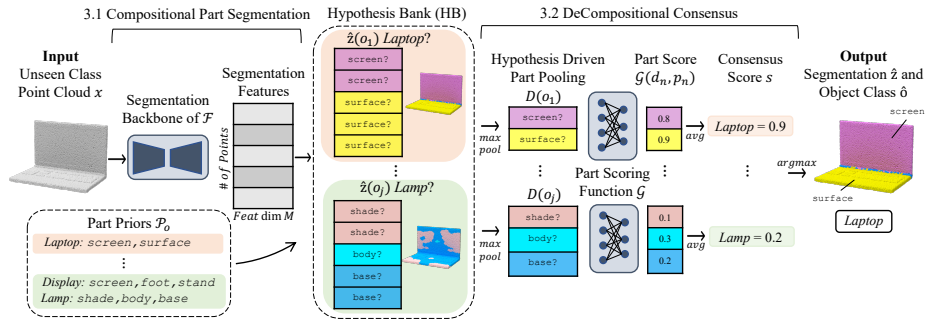 3.1 Compositional Part Segmentation
Hypothesis Bank (HB)
3.2 DeCompositional Consensus
Input
Unseen Class
Point Cloud x
Segmentation
Backbone of ℱ
Segmentation
Features
# of Points
Feat dim M
Part Priors 𝒫ₒ
Laptop: screen,surface
⋮
Display: screen,foot,stand
Lamp: shade,body,base
ẑ(o₁) Laptop?
screen?
screen?
surface?
surface?
surface?
⋮
ẑ(oⱼ) Lamp?
shade?
shade?
body?
base?
base?
max
pool
max
pool
Hypothesis Driven
Part Pooling
D(o₁)
screen?
surface?
⋮
D(oⱼ)
shade?
body?
base?
Part Scoring
Function 𝒢
Part Score
𝒢(dₙ, pₙ)
0.8
0.9
⋮
0.1
0.3
0.2
avg
avg
Consensus
Score s
Laptop = 0.9
⋮
Lamp = 0.2
argmax
Output
Segmentation ẑ and
Object Class ô
screen
surface
Laptop